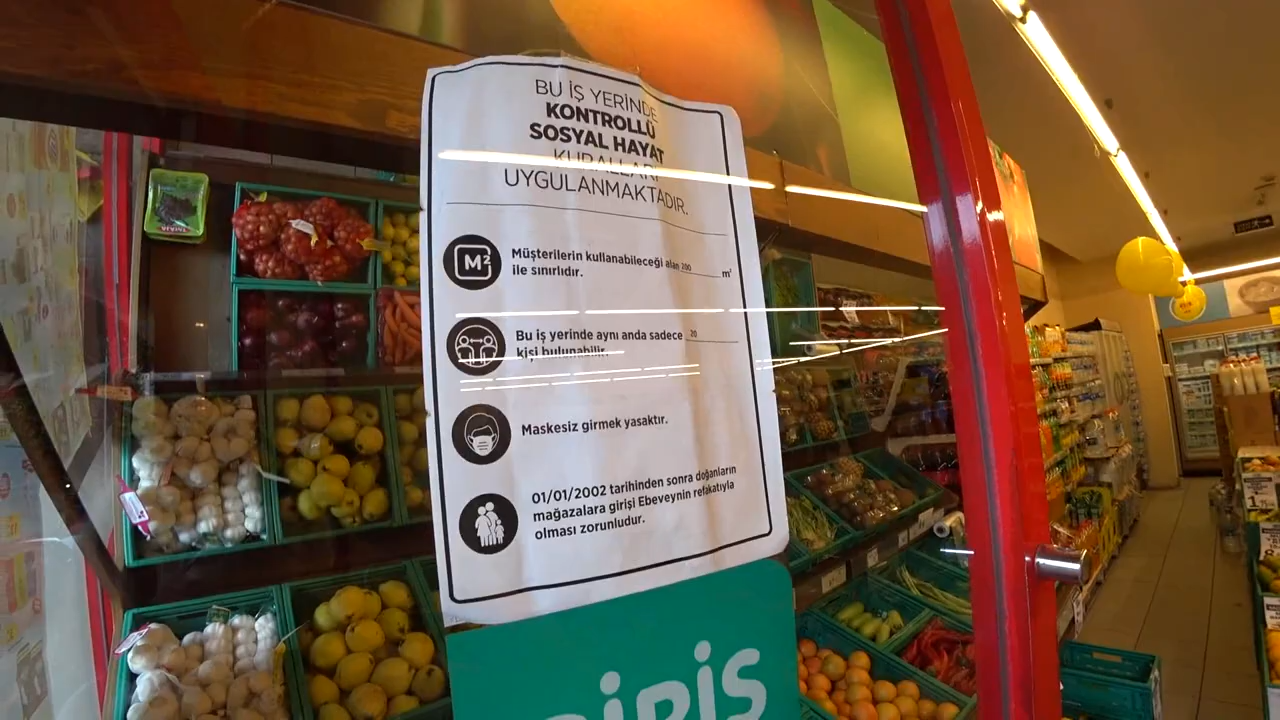 BU İŞ YERİNDE
KONTROLLÜ
SOSYAL HAYAT
KURALLARI
UYGULANMAKTADIR.
M²
Müşterilerin kullanabileceği alan 200 m²
ile sınırlıdır.
Bu iş yerinde aynı anda sadece 20
kişi bulunabilir.
Maskesiz girmek yasaktır.
01/01/2002 tarihinden sonra doğanların
mağazalara girişi Ebeveynin refakatıyla
olması zorunludur.
GİRİŞ